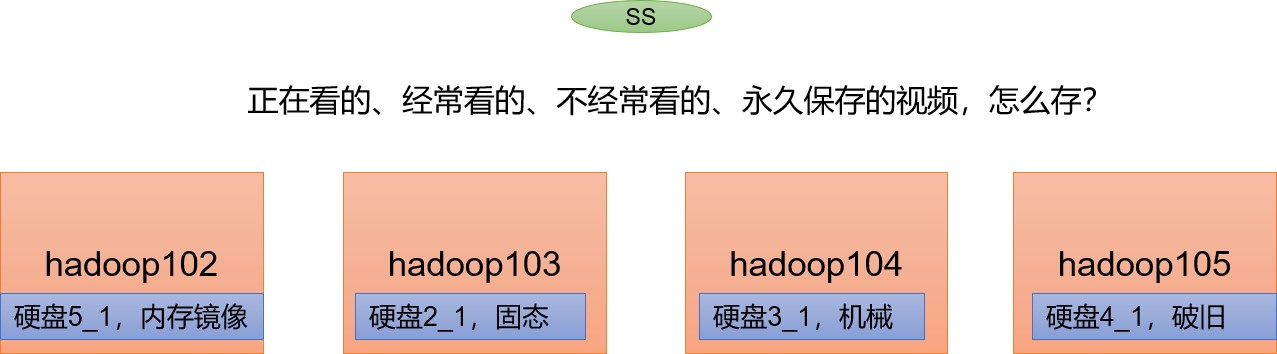 SS
正在看的、经常看的、不经常看的、永久保存的视频，怎么存？
hadoop102
hadoop103
hadoop104
hadoop105
硬盘5_1，内存镜像
硬盘2_1，固态
硬盘3_1，机械
硬盘4_1，破旧